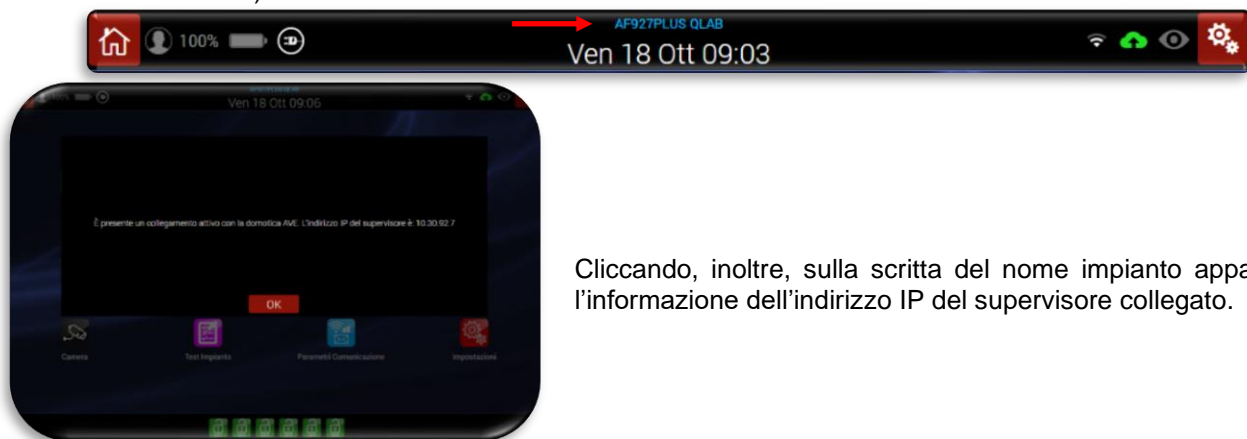 AF927PLUS QLAB
100%
Ven 18 Ott 09:03
Ven 18 Ott 09:06
È presente un collegamento attivo con la domotica AVE. L'indirizzo IP del supervisore è: 10.30.92.7
OK
Camera
Test Impianto
Parametri Comunicazione
Impostazioni
Cliccando, inoltre, sulla scritta del nome impianto appa
l'informazione dell'indirizzo IP del supervisore collegato.